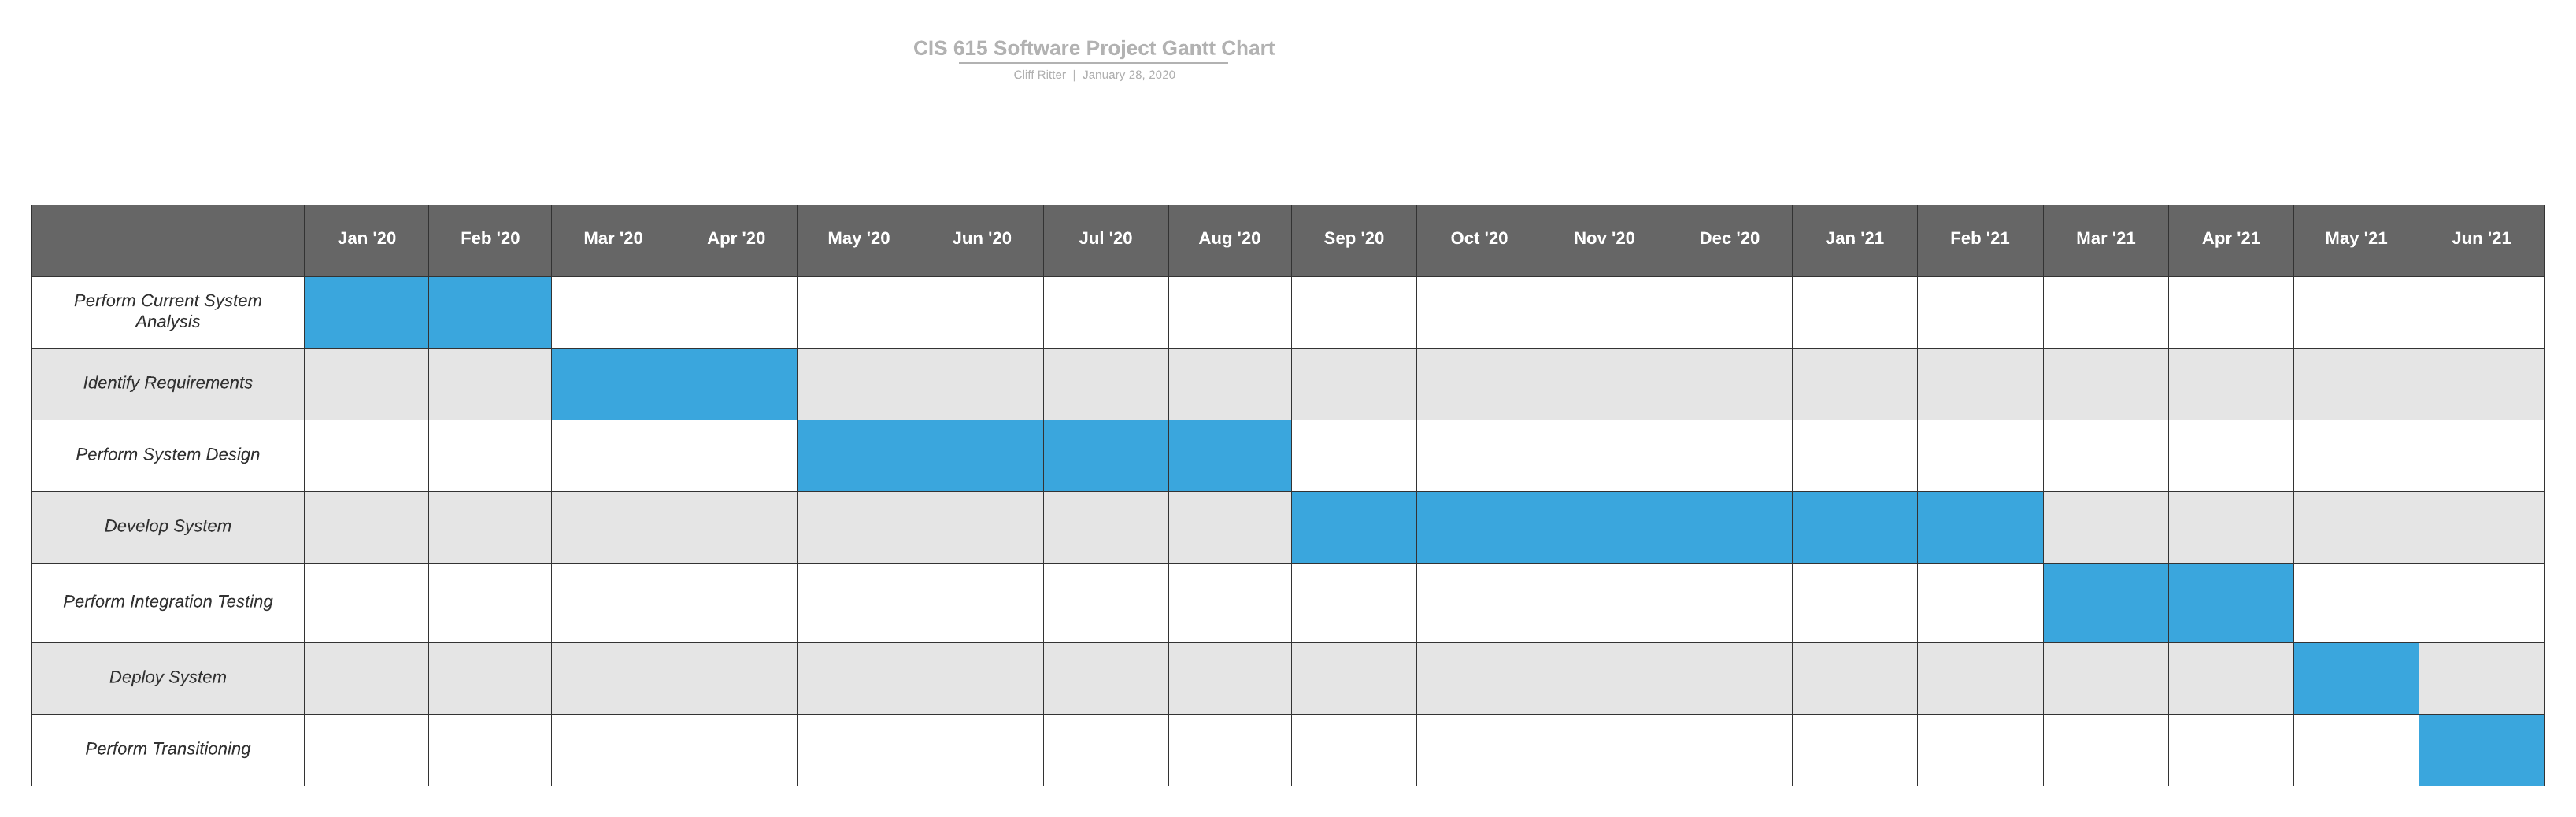 CIS 615 Software Project Gantt Chart
Cliff Ritter | January 28, 2020
Jan '20 Feb '20 Mar '20 Apr '20 May '20 Jun '20 Jul '20 Aug '20 Sep '20 Oct '20 Nov '20 Dec '20 Jan '21 Feb '21 Mar '21 Apr '21 May '21 Jun '21
Perform Current System
Analysis
Identify Requirements
Perform System Design
Develop System
Perform Integration Testing
Deploy System
Perform Transitioning